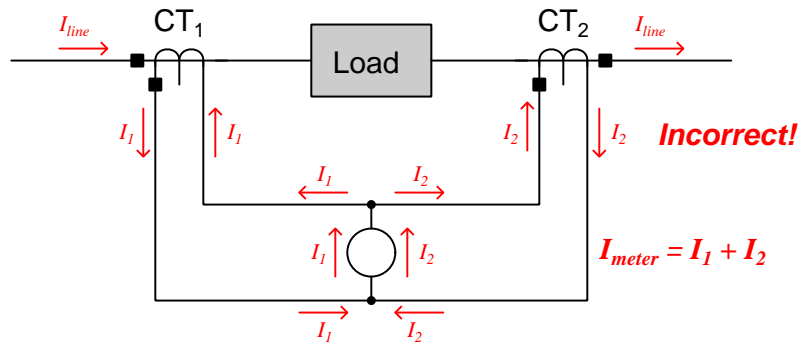 CT1
CT2
Iline
Iline
Load
I1
I1
I2
I2
Incorrect!
I1
I2
I1
I2
Imeter = I1 + I2
I1
I2